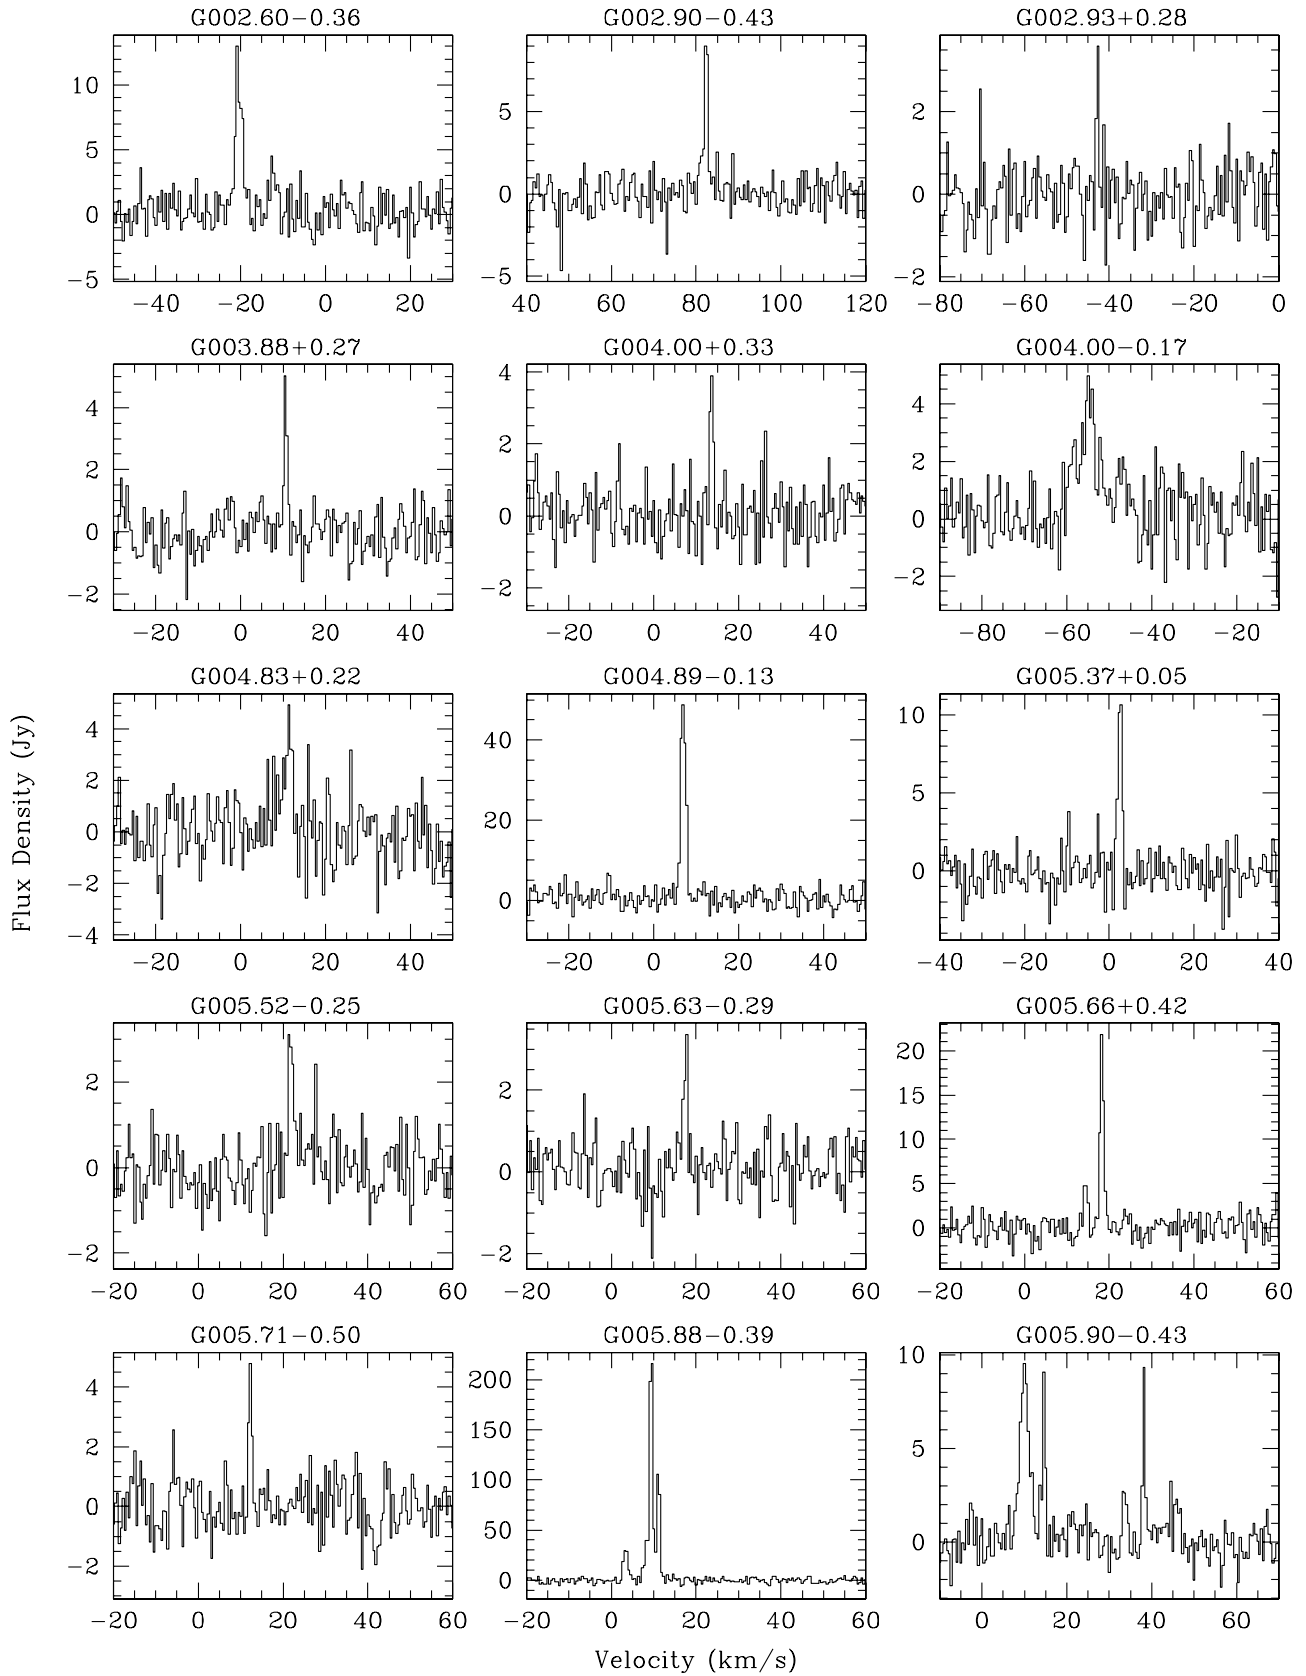 G002.60−0.36 G002.90−0.43 G002.93+0.28
10 5 0 −5
−40 −20 0 20
5 0 −5
40 60 80 100 120
2 0 −2
−80 −60 −40 −20 0
G003.88+0.27 G004.00+0.33 G004.00−0.17
4 2 0 −2
−20 0 20 40
4 2 0 −2
−20 0 20 40
4 2 0 −2
−80 −60 −40 −20
G004.83+0.22 G004.89−0.13 G005.37+0.05
4 2 0 −2 −4
−20 0 20 40
40 20 0
−20 0 20 40
10 5 0
−40 −20 0 20 40
Flux Density (Jy)
G005.52−0.25 G005.63−0.29 G005.66+0.42
2 0 −2
−20 0 20 40 60
2 0 −2
−20 0 20 40 60
20 15 10 5 0
−20 0 20 40 60
G005.71−0.50 G005.88−0.39 G005.90−0.43
4 2 0 −2
−20 0 20 40 60
200 150 100 50 0
−20 0 20 40 60
10 5 0
0 20 40 60
Velocity (km/s)